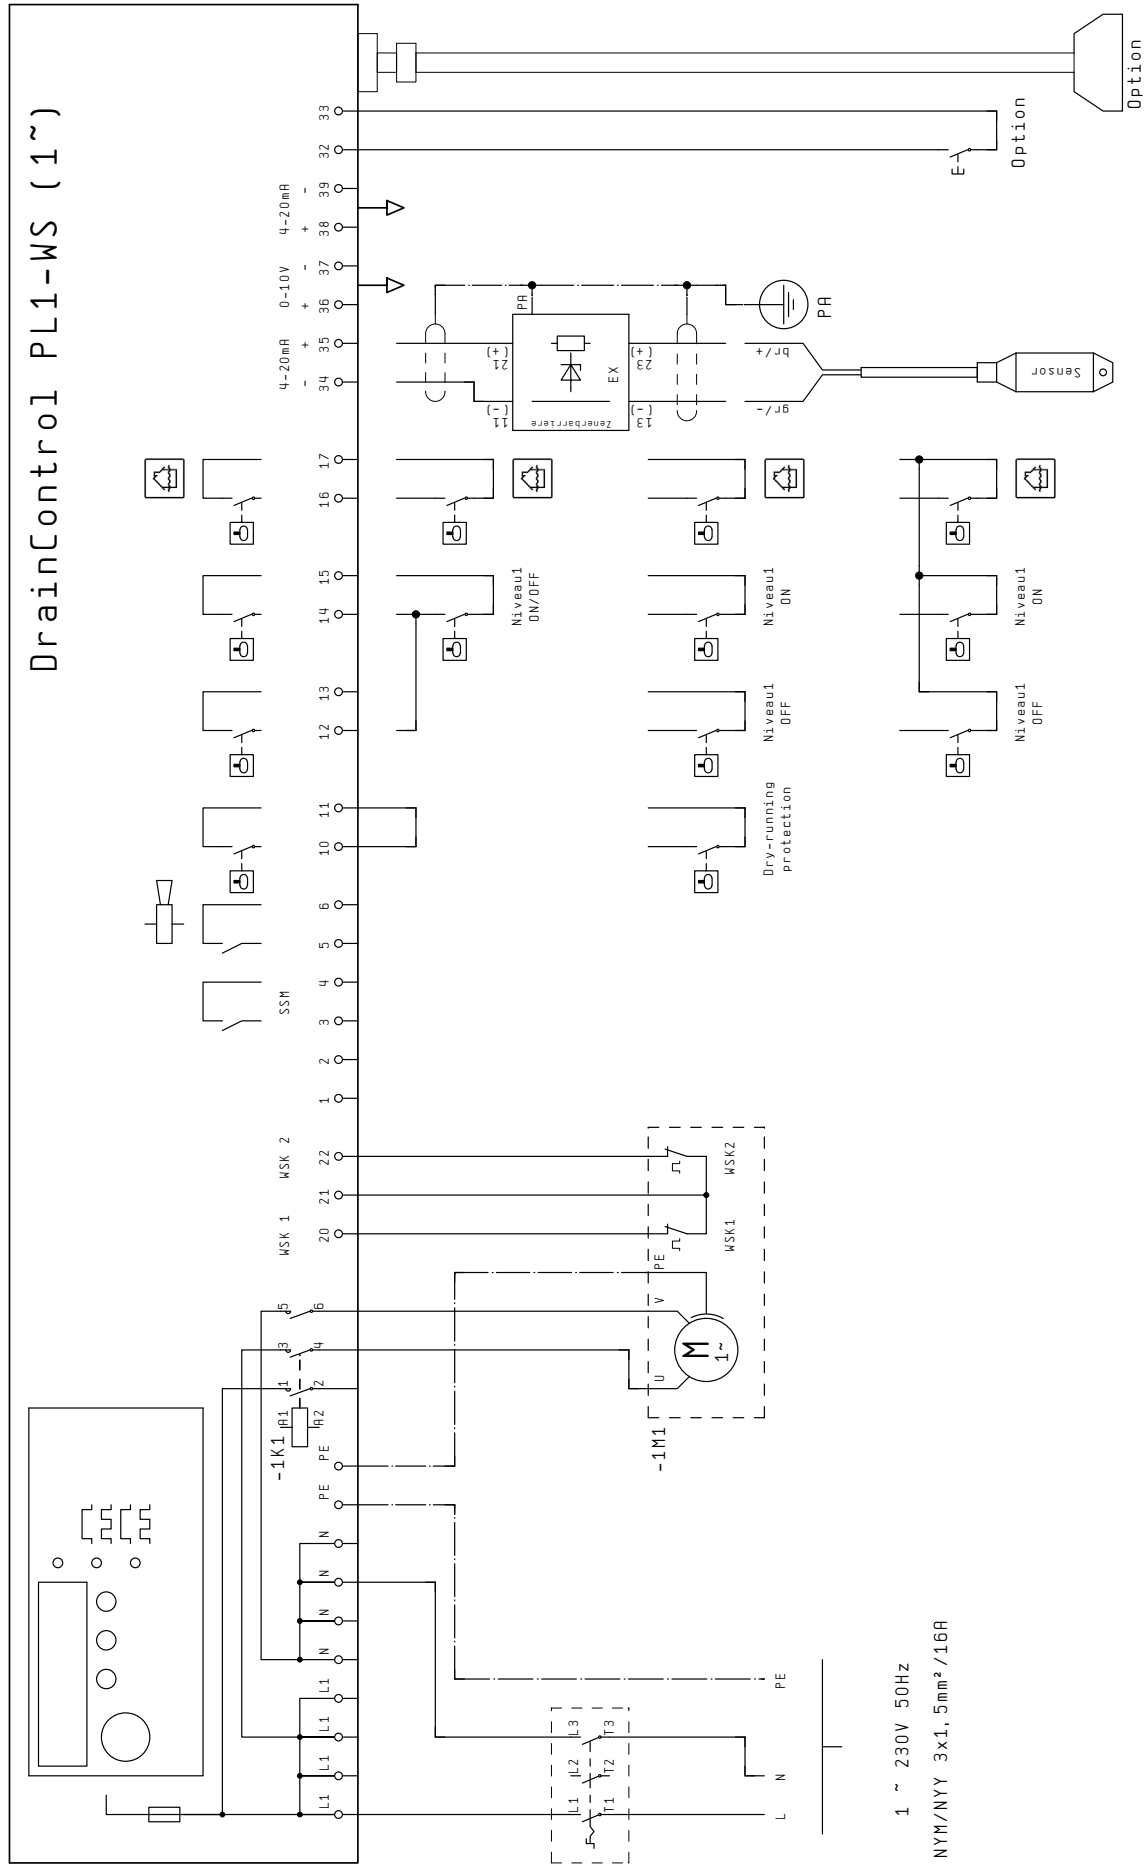 DrainControl PL1-WS (1~)
L1
L1
L1
L1
N
N
N
N
PE
PE
-1K1
A1
A2
1
2
3
4
5
6
WSK 1
WSK 2
20
21
22
1
2
SSM
3
4
5
6
10
11
12
13
14
15
16
17
4-20mA
- +
34
35
0-10V
+ -
36
37
4-20mA
+ -
38
39
32
33
L1
L2
L3
T1
T2
T3
L
N
PE
1 ~ 230V 50Hz
NYM/NYY 3x1,5mm²/16A
-1M1
U
V
PE
M
1~
WSK1
WSK2
Niveau1
ON/OFF
Dry-running
protection
Niveau1
OFF
Niveau1
ON
Niveau1
OFF
Niveau1
ON
11
(-)
21
(+)
PA
Zenerbarriere
EX
13
(-)
23
(+)
gr/-
br/+
PA
Sensor
E
Option
Option